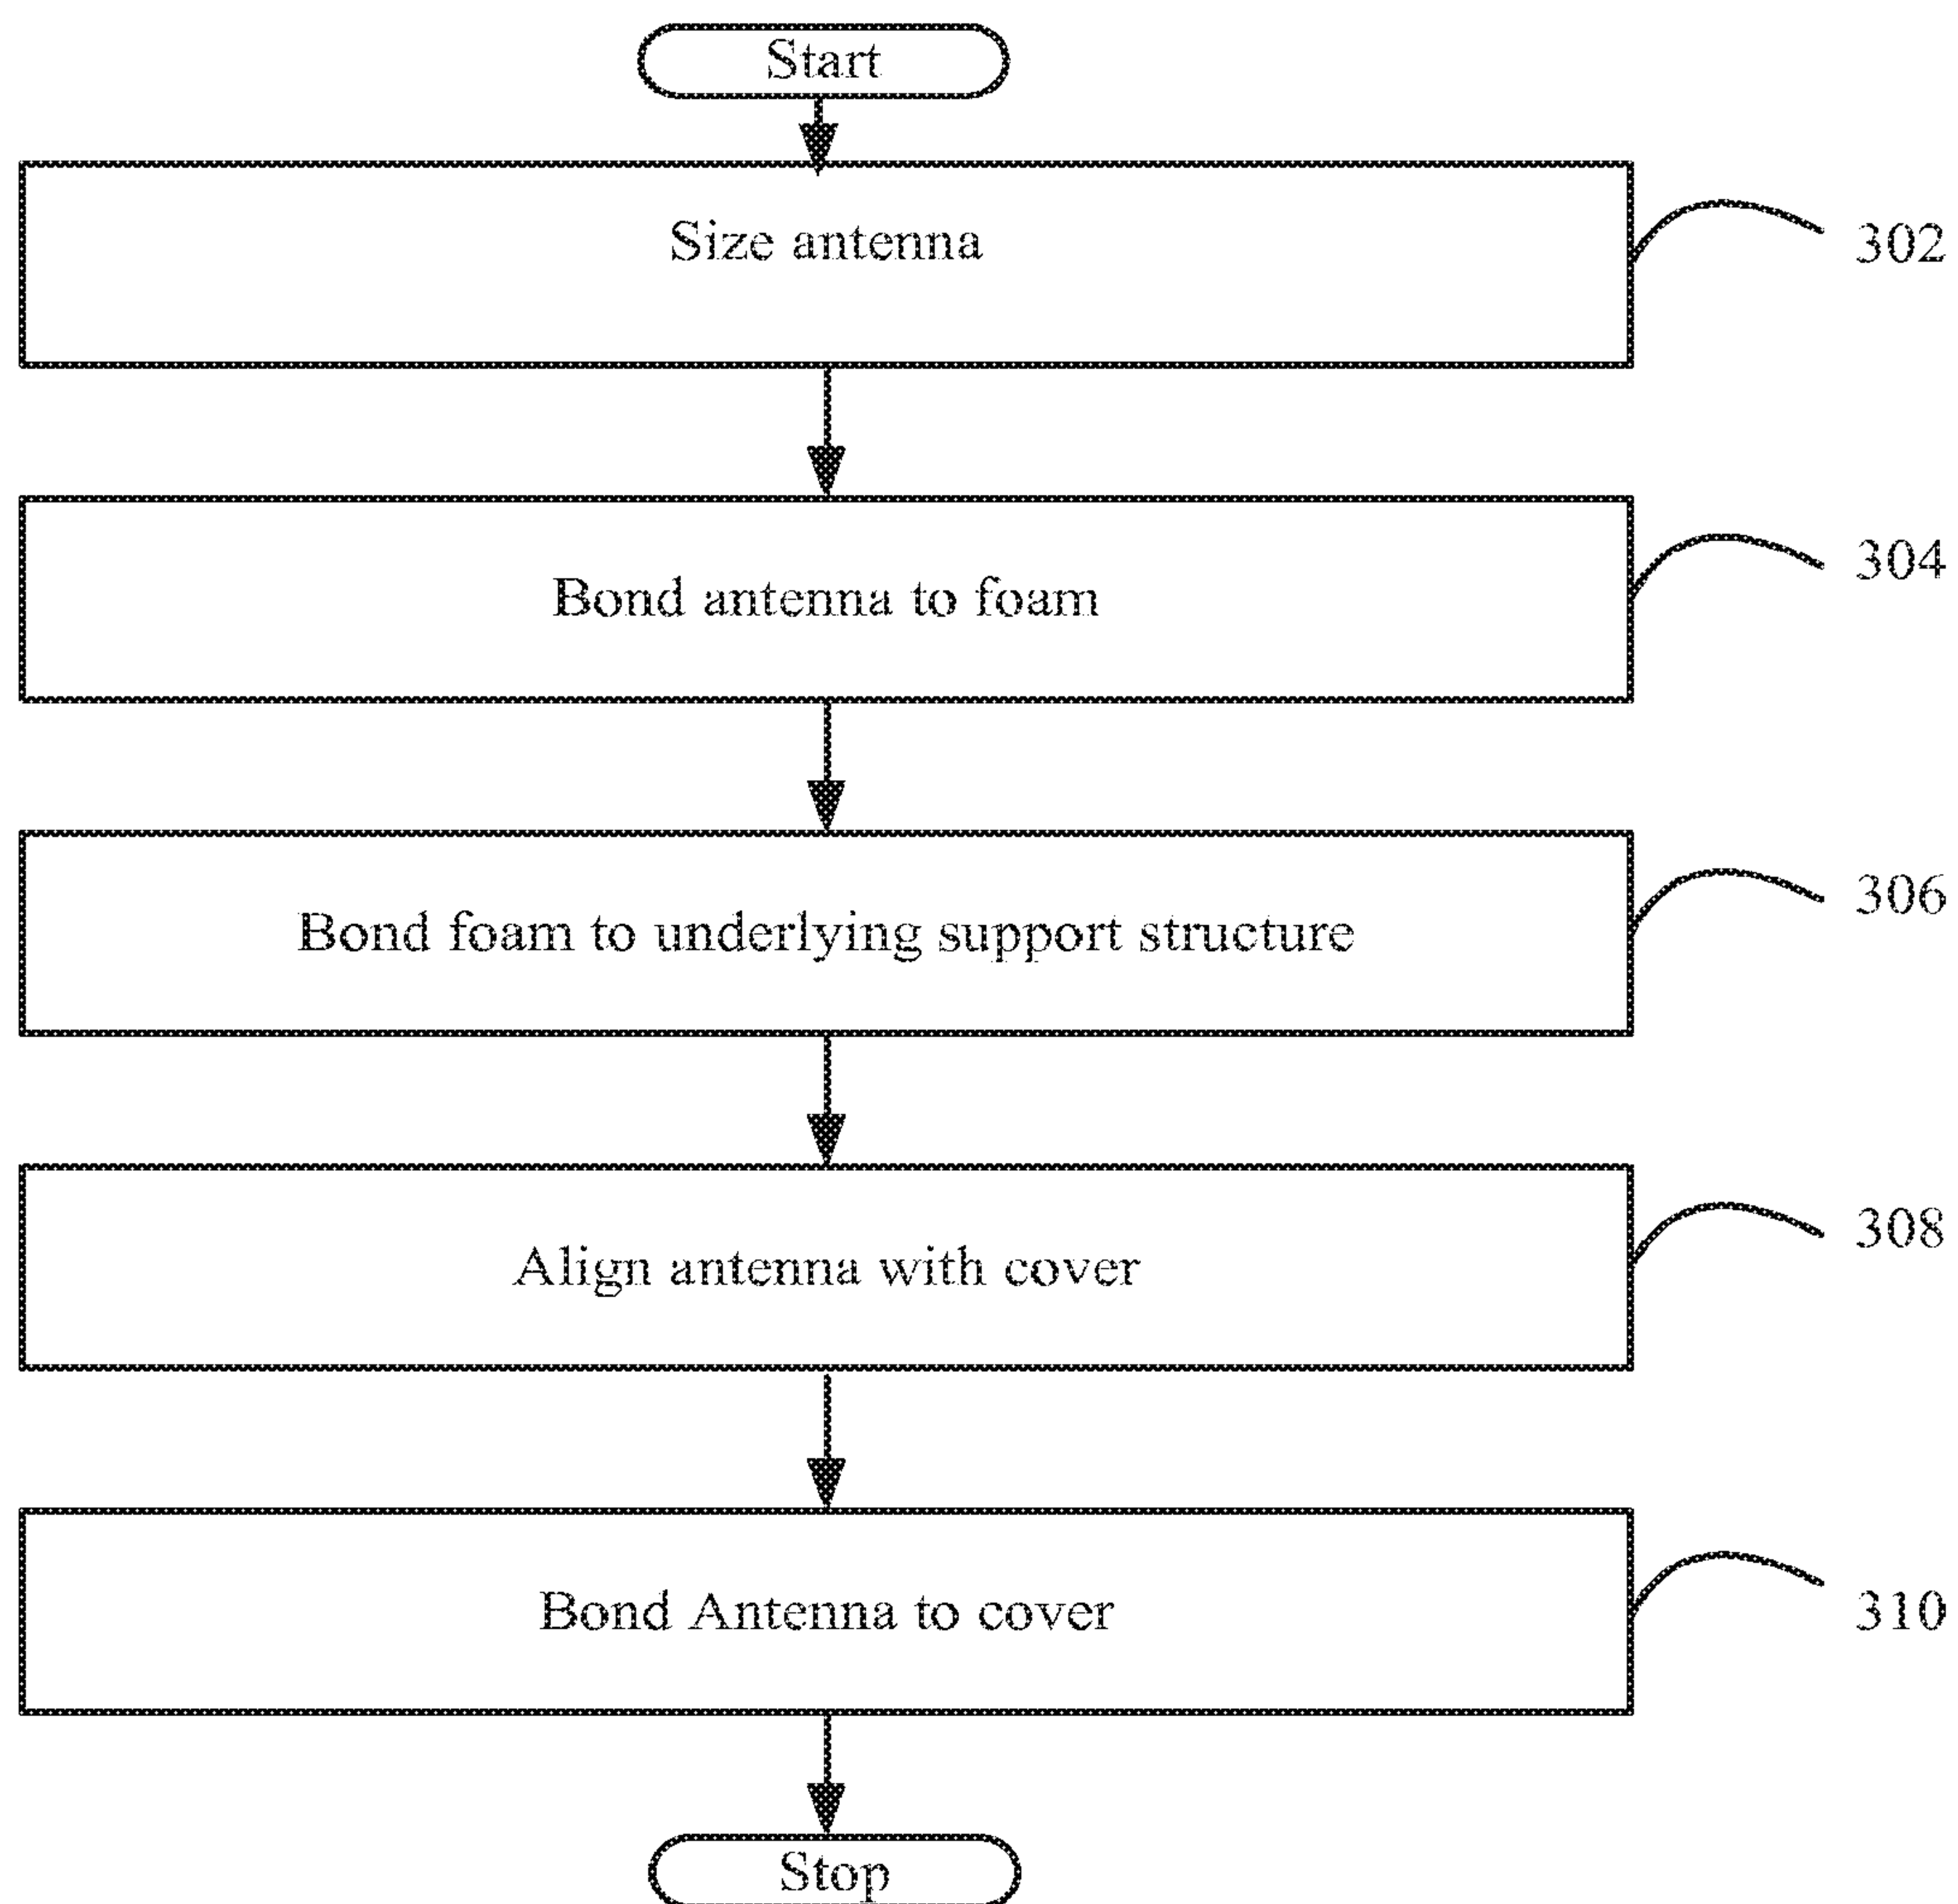 Start
Size antenna
302
Bond antenna to foam
304
Bond foam to underlying support structure
306
Align antenna with cover
308
Bond Antenna to cover
310
Stop